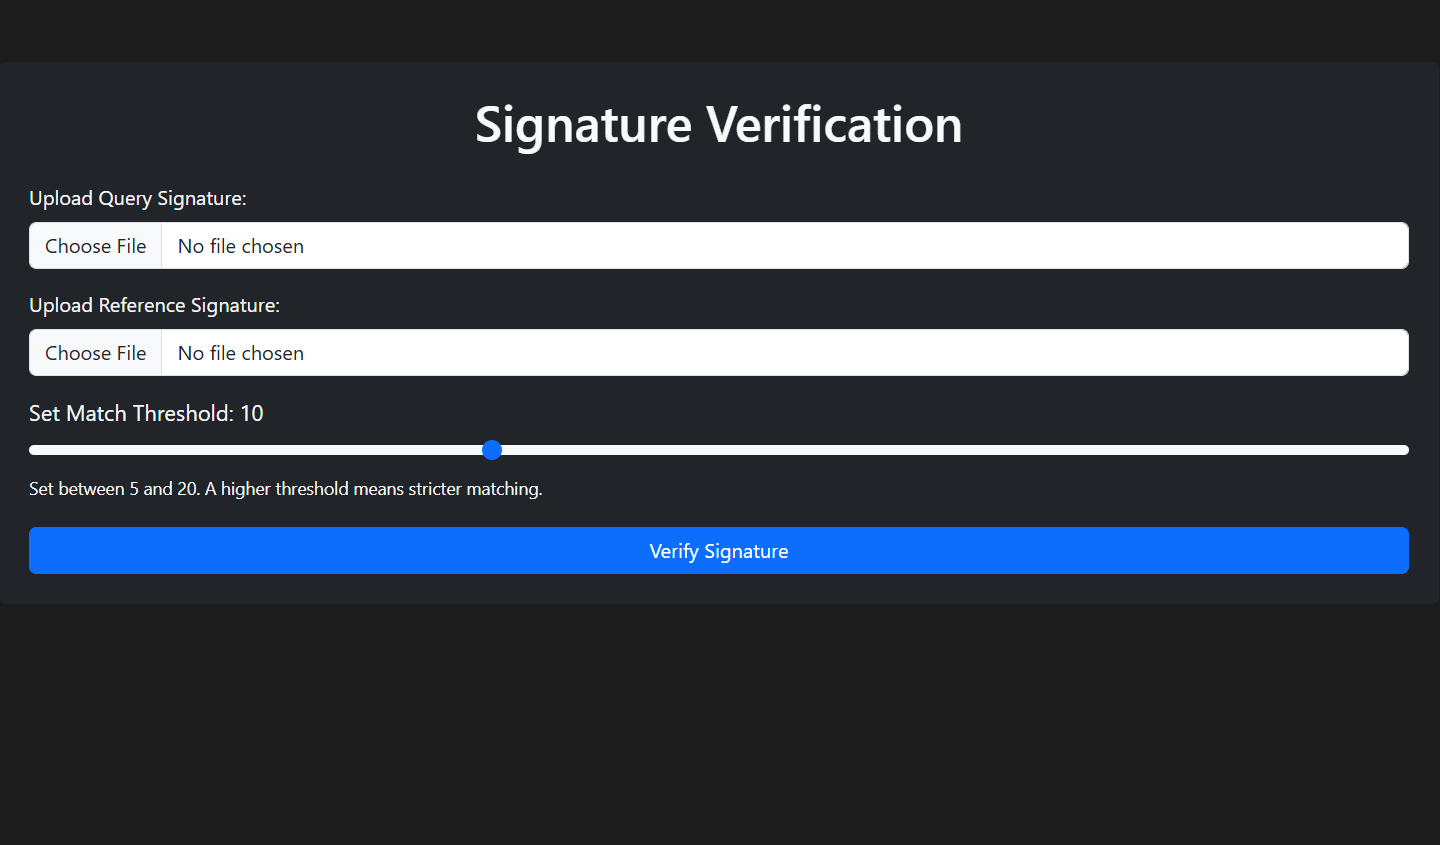 Signature Verification
Upload Query Signature:
Choose File No file chosen
Upload Reference Signature:
Choose File No file chosen
Set Match Threshold: 10
Set between 5 and 20. A higher threshold means stricter matching.
Verify Signature